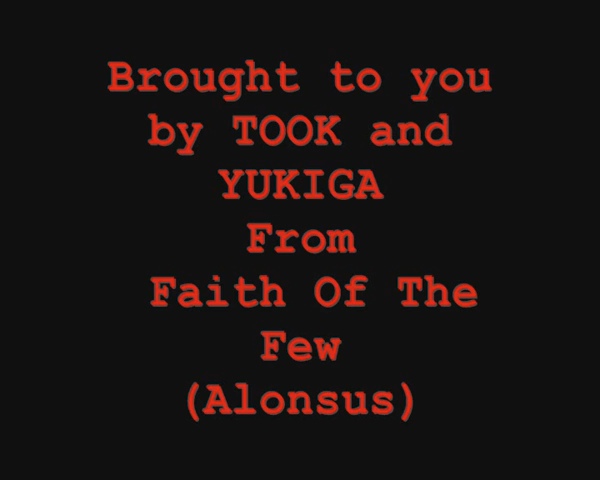 Brought to you
by TOOK and
YUKIGA
From
Faith Of The
Few
(Alonsus)